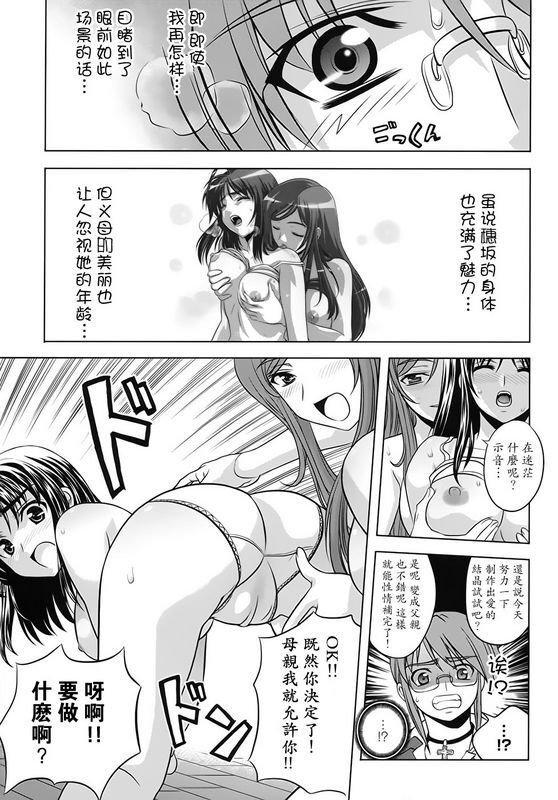 即即使
我再怎样…
目睹到了
眼前如此
场景的话…
ごっくん
虽说穗坂的身体
也充满了魅力…
但义母的美丽也
让人忽视她的年龄…
在迷茫
什麼呢？
示音…
ドドン
還是說今天
努力一下
制作出愛的
結晶試試吧？
是呢 變成父親
也不錯呢 這樣
就能性情補完了！
诶!?
…!?
…!?
OK!!
既然你決定了！
母親我就允許你!!
呀啊!!
要做
什麽啊？